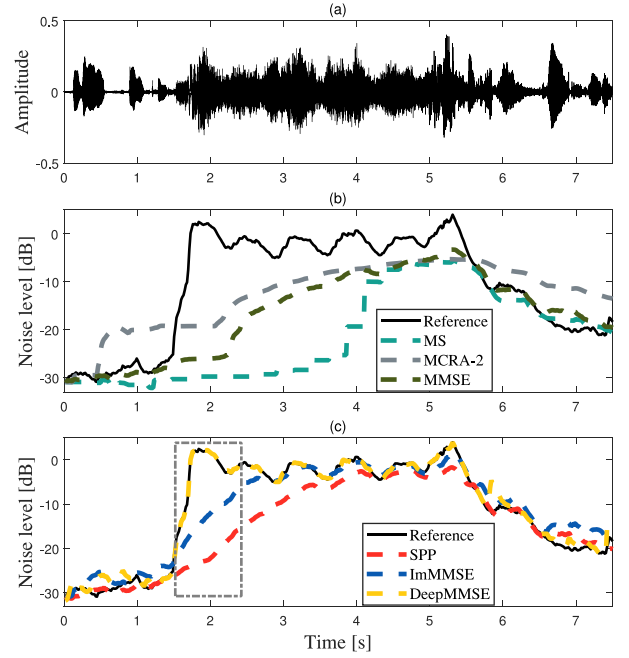 (a)
Amplitude
0.5
0
-0.5
0 1 2 3 4 5 6 7
(b)
Noise level [dB]
0
-10
-20
-30
Reference
MS
MCRA-2
MMSE
0 1 2 3 4 5 6 7
(c)
Noise level [dB]
0
-10
-20
-30
Reference
SPP
ImMMSE
DeepMMSE
0 1 2 3 4 5 6 7
Time [s]